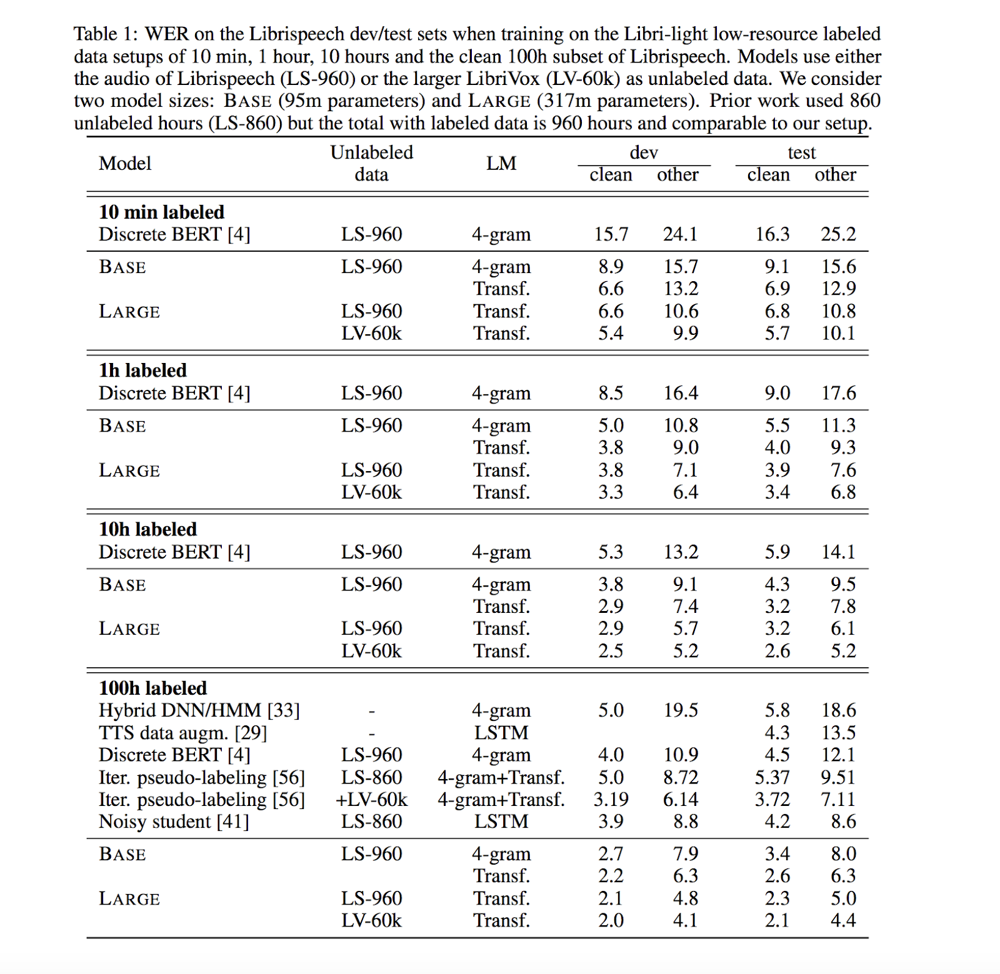 Table 1: WER on the Librispeech dev/test sets when training on the Libri-light low-resource labeled
data setups of 10 min, 1 hour, 10 hours and the clean 100h subset of Librispeech. Models use either
the audio of Librispeech (LS-960) or the larger LibriVox (LV-60k) as unlabeled data. We consider
two model sizes: BASE (95m parameters) and LARGE (317m parameters). Prior work used 860
unlabeled hours (LS-860) but the total with labeled data is 960 hours and comparable to our setup.
Model Unlabeled data LM dev test
clean other clean other
10 min labeled
Discrete BERT [4] LS-960 4-gram 15.7 24.1 16.3 25.2
BASE LS-960 4-gram 8.9 15.7 9.1 15.6
Transf. 6.6 13.2 6.9 12.9
LARGE LS-960 Transf. 6.6 10.6 6.8 10.8
LV-60k Transf. 5.4 9.9 5.7 10.1
1h labeled
Discrete BERT [4] LS-960 4-gram 8.5 16.4 9.0 17.6
BASE LS-960 4-gram 5.0 10.8 5.5 11.3
Transf. 3.8 9.0 4.0 9.3
LARGE LS-960 Transf. 3.8 7.1 3.9 7.6
LV-60k Transf. 3.3 6.4 3.4 6.8
10h labeled
Discrete BERT [4] LS-960 4-gram 5.3 13.2 5.9 14.1
BASE LS-960 4-gram 3.8 9.1 4.3 9.5
Transf. 2.9 7.4 3.2 7.8
LARGE LS-960 Transf. 2.9 5.7 3.2 6.1
LV-60k Transf. 2.5 5.2 2.6 5.2
100h labeled
Hybrid DNN/HMM [33] - 4-gram 5.0 19.5 5.8 18.6
TTS data augm. [29] - LSTM 4.3 13.5
Discrete BERT [4] LS-960 4-gram 4.0 10.9 4.5 12.1
Iter. pseudo-labeling [56] LS-860 4-gram+Transf. 5.0 8.72 5.37 9.51
Iter. pseudo-labeling [56] +LV-60k 4-gram+Transf. 3.19 6.14 3.72 7.11
Noisy student [41] LS-860 LSTM 3.9 8.8 4.2 8.6
BASE LS-960 4-gram 2.7 7.9 3.4 8.0
Transf. 2.2 6.3 2.6 6.3
LARGE LS-960 Transf. 2.1 4.8 2.3 5.0
LV-60k Transf. 2.0 4.1 2.1 4.4